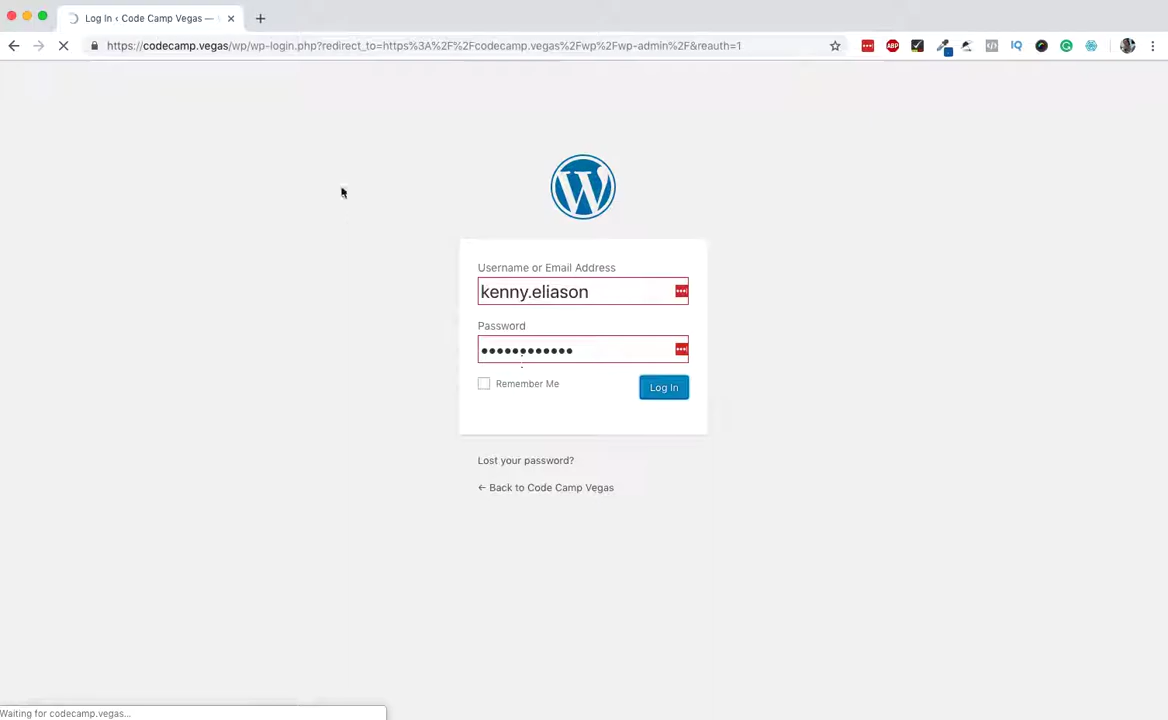 Log In ‹ Code Camp Vegas —
https://codecamp.vegas/wp/wp-login.php?redirect_to=https%3A%2F%2Fcodecamp.vegas%2Fwp%2Fwp-admin%2F&reauth=1
ABP
IQ
W
Username or Email Address
kenny.eliason
Password
Remember Me
Log In
Lost your password?
← Back to Code Camp Vegas
Waiting for codecamp.vegas...